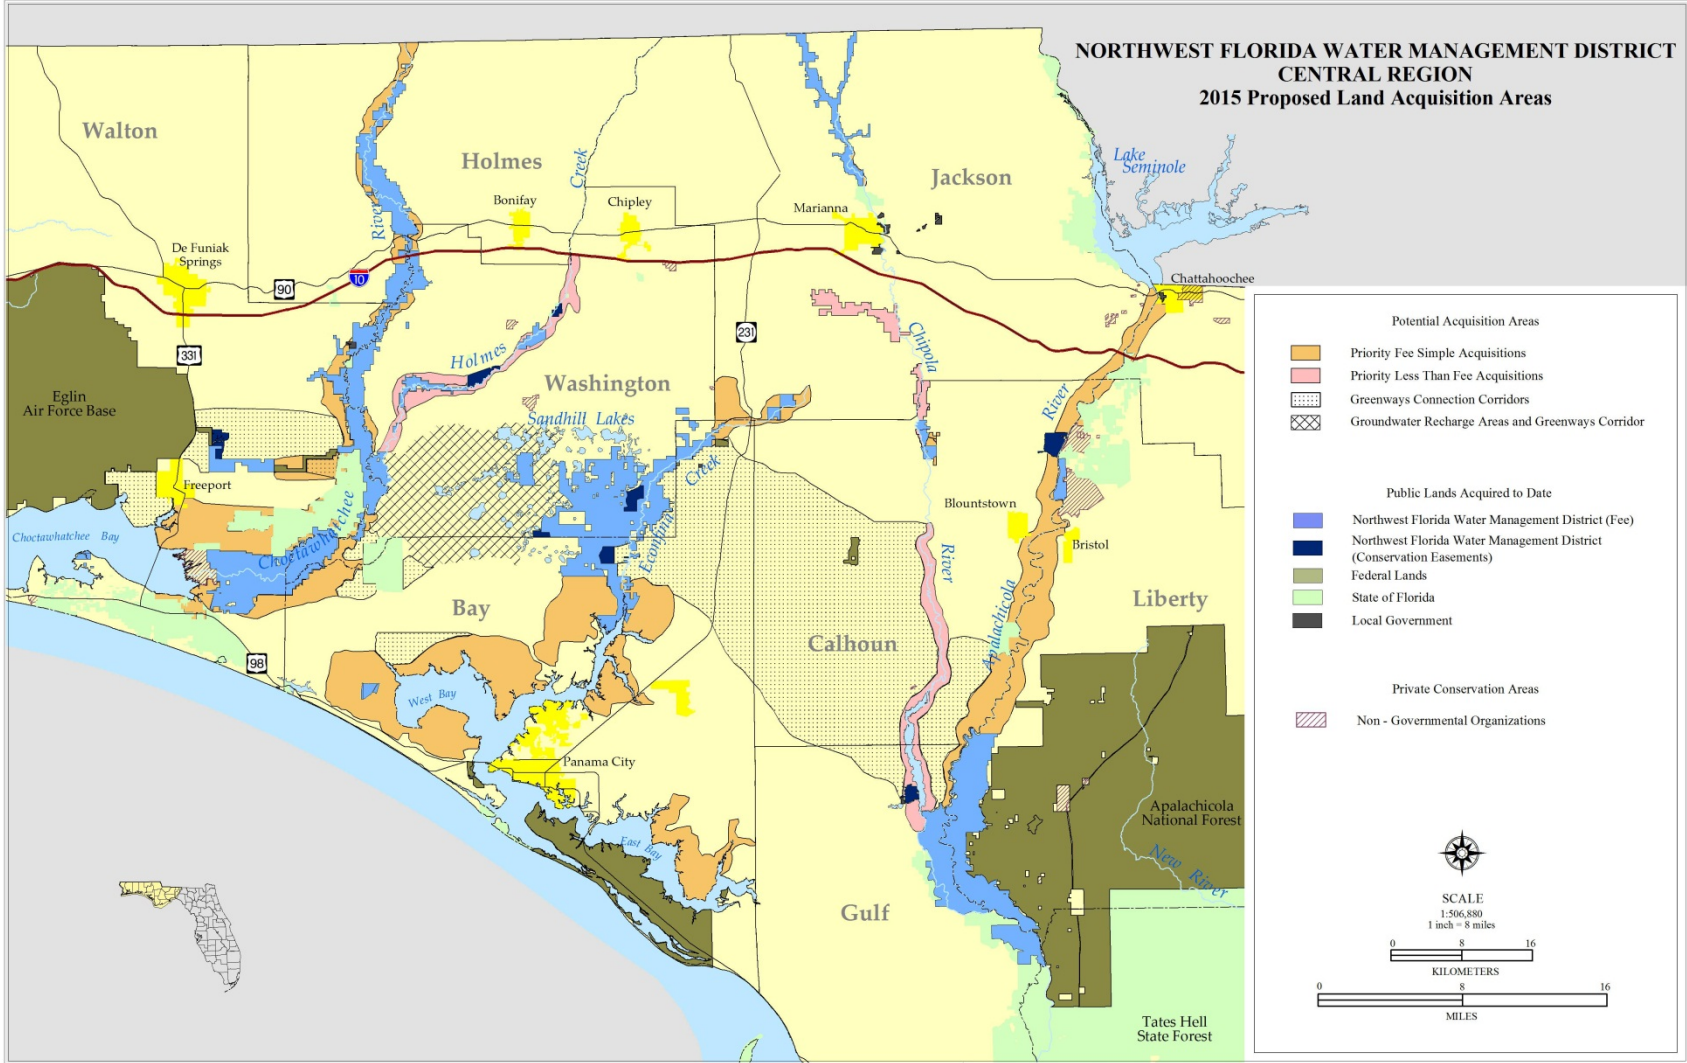 NORTHWEST FLORIDA WATER MANAGEMENT DISTRICT
CENTRAL REGION
2015 Proposed Land Acquisition Areas
Walton
Holmes
Creek
Jackson
Lake
Seminole
River
Bonifay
Chipley
Marianna
De Funiak
Springs
90
10
Chattahoochee
331
231
Holmes
Chipola
Eglin
Air Force Base
Washington
Sandhill Lakes
River
Creek
Freeport
Blountstown
Choctawhatchee Bay
Choctawhatchee
Econfina
River
Bristol
Bay
Calhoun
Apalachicola
Liberty
98
West Bay
Panama City
East Bay
Apalachicola
National Forest
New
River
Gulf
Tates Hell
State Forest
Potential Acquisition Areas
Priority Fee Simple Acquisitions
Priority Less Than Fee Acquisitions
Greenways Connection Corridors
Groundwater Recharge Areas and Greenways Corridor
Public Lands Acquired to Date
Northwest Florida Water Management District (Fee)
Northwest Florida Water Management District
(Conservation Easements)
Federal Lands
State of Florida
Local Government
Private Conservation Areas
Non - Governmental Organizations
SCALE
1:506,880
1 inch = 8 miles
0 8 16
KILOMETERS
0 8 16
MILES